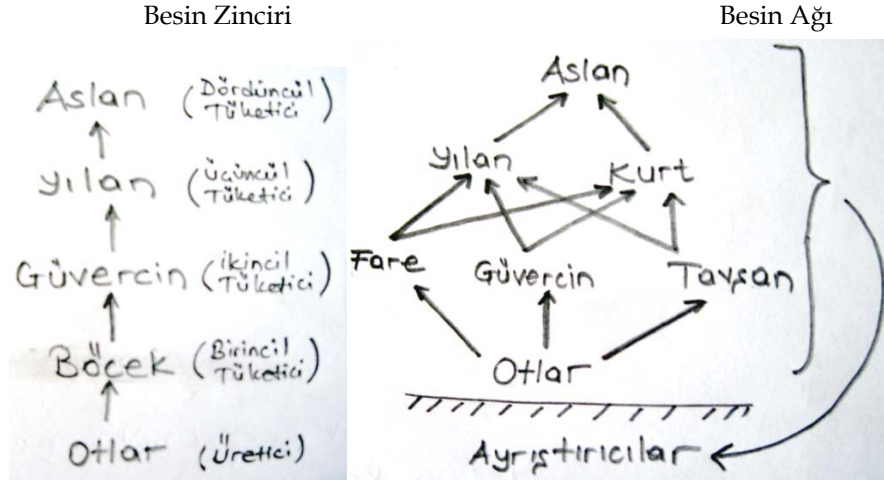 Besin Zinciri
Aslan (Dördüncül Tüketici)
Yılan (Üçüncül Tüketici)
Güvercin (İkincil Tüketici)
Böcek (Birincil Tüketici)
Otlar (Üretici)
Besin Ağı
Aslan
Yılan Kurt
Fare Güvercin Tavşan
Otlar
Ayrıştırıcılar